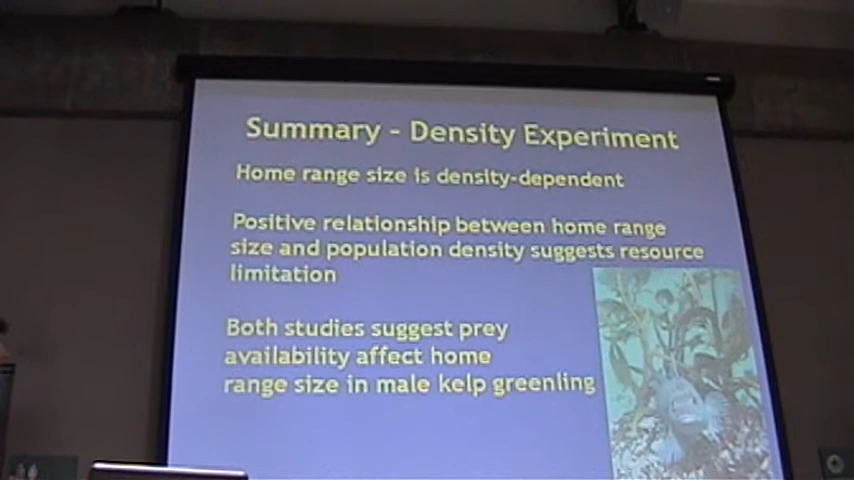 Summary - Density Experiment
Home range size is density-dependent
Positive relationship between home range
size and population density suggests resource
limitation
Both studies suggest prey
availability affect home
range size in male kelp greenling